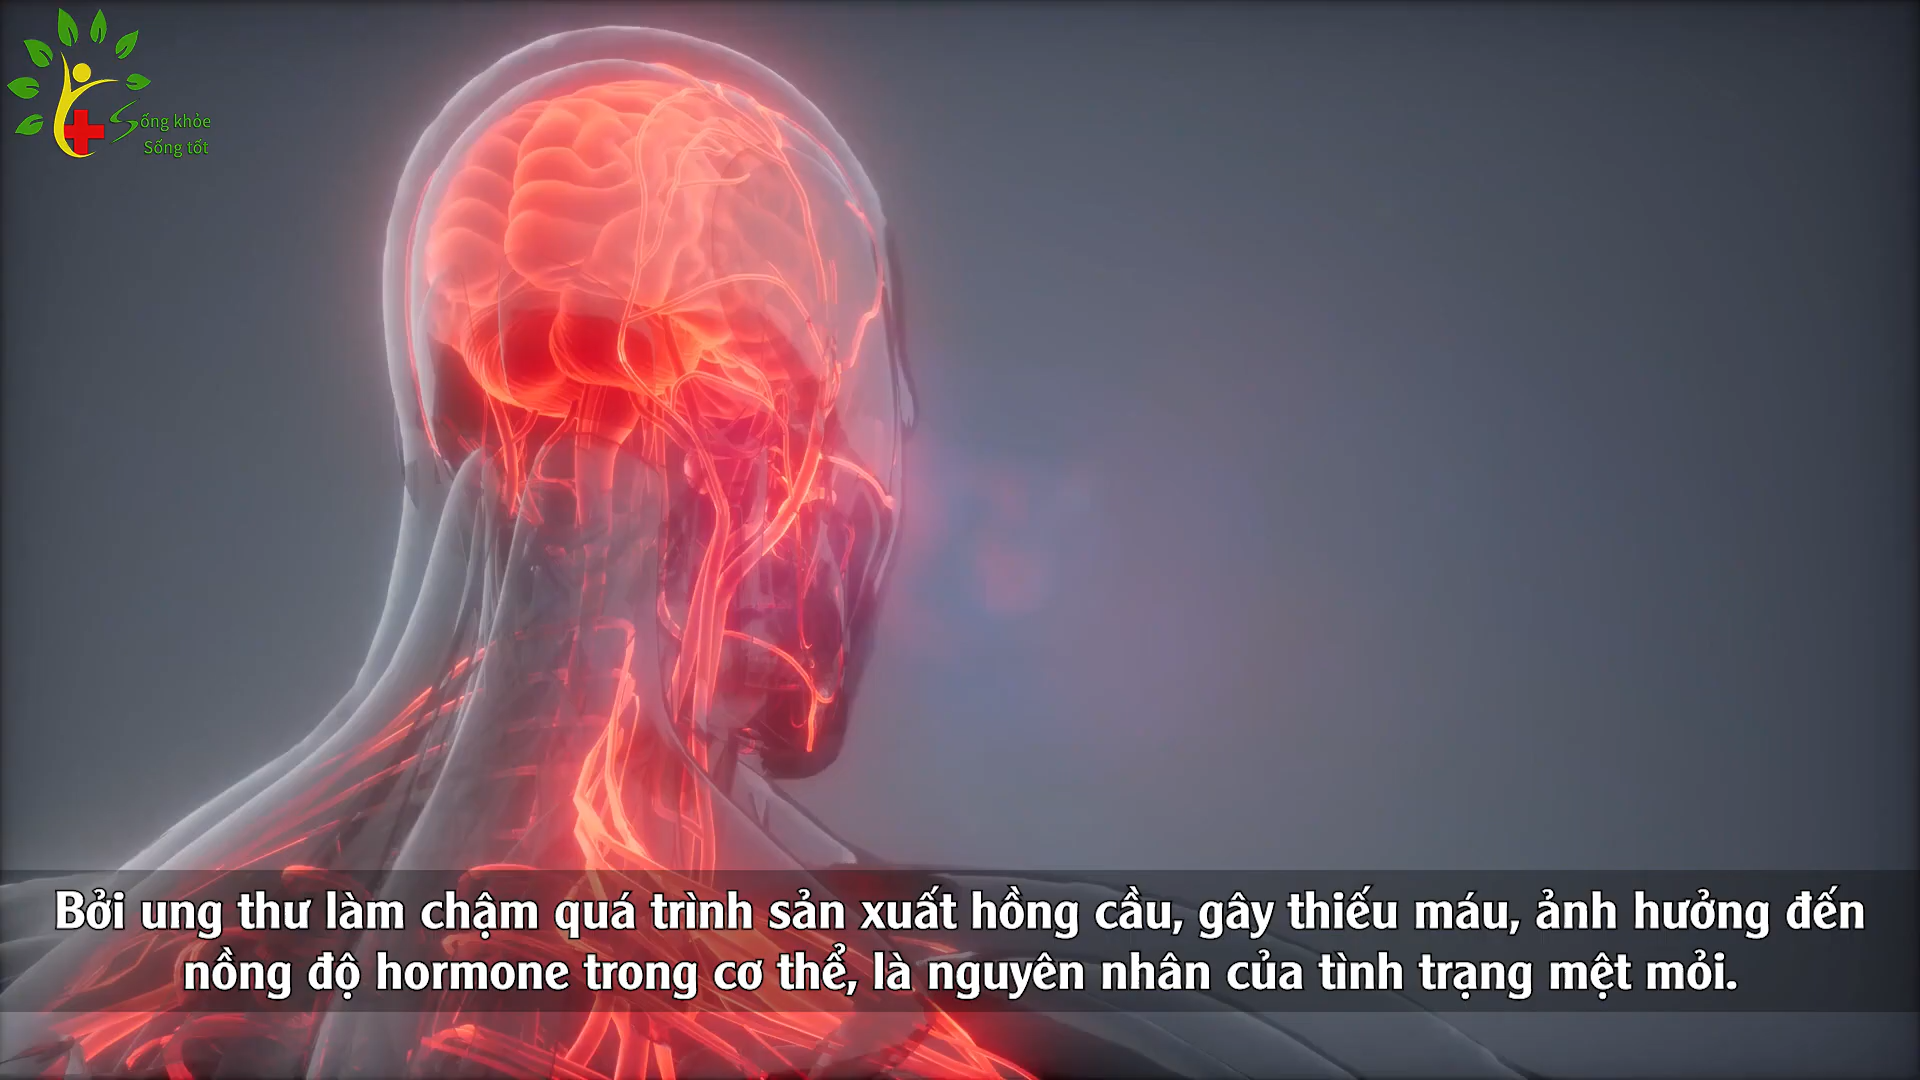 Sống khỏe
Sống tốt
Bởi ung thư làm chậm quá trình sản xuất hồng cầu, gây thiếu máu, ảnh hưởng đến
nồng độ hormone trong cơ thể, là nguyên nhân của tình trạng mệt mỏi.